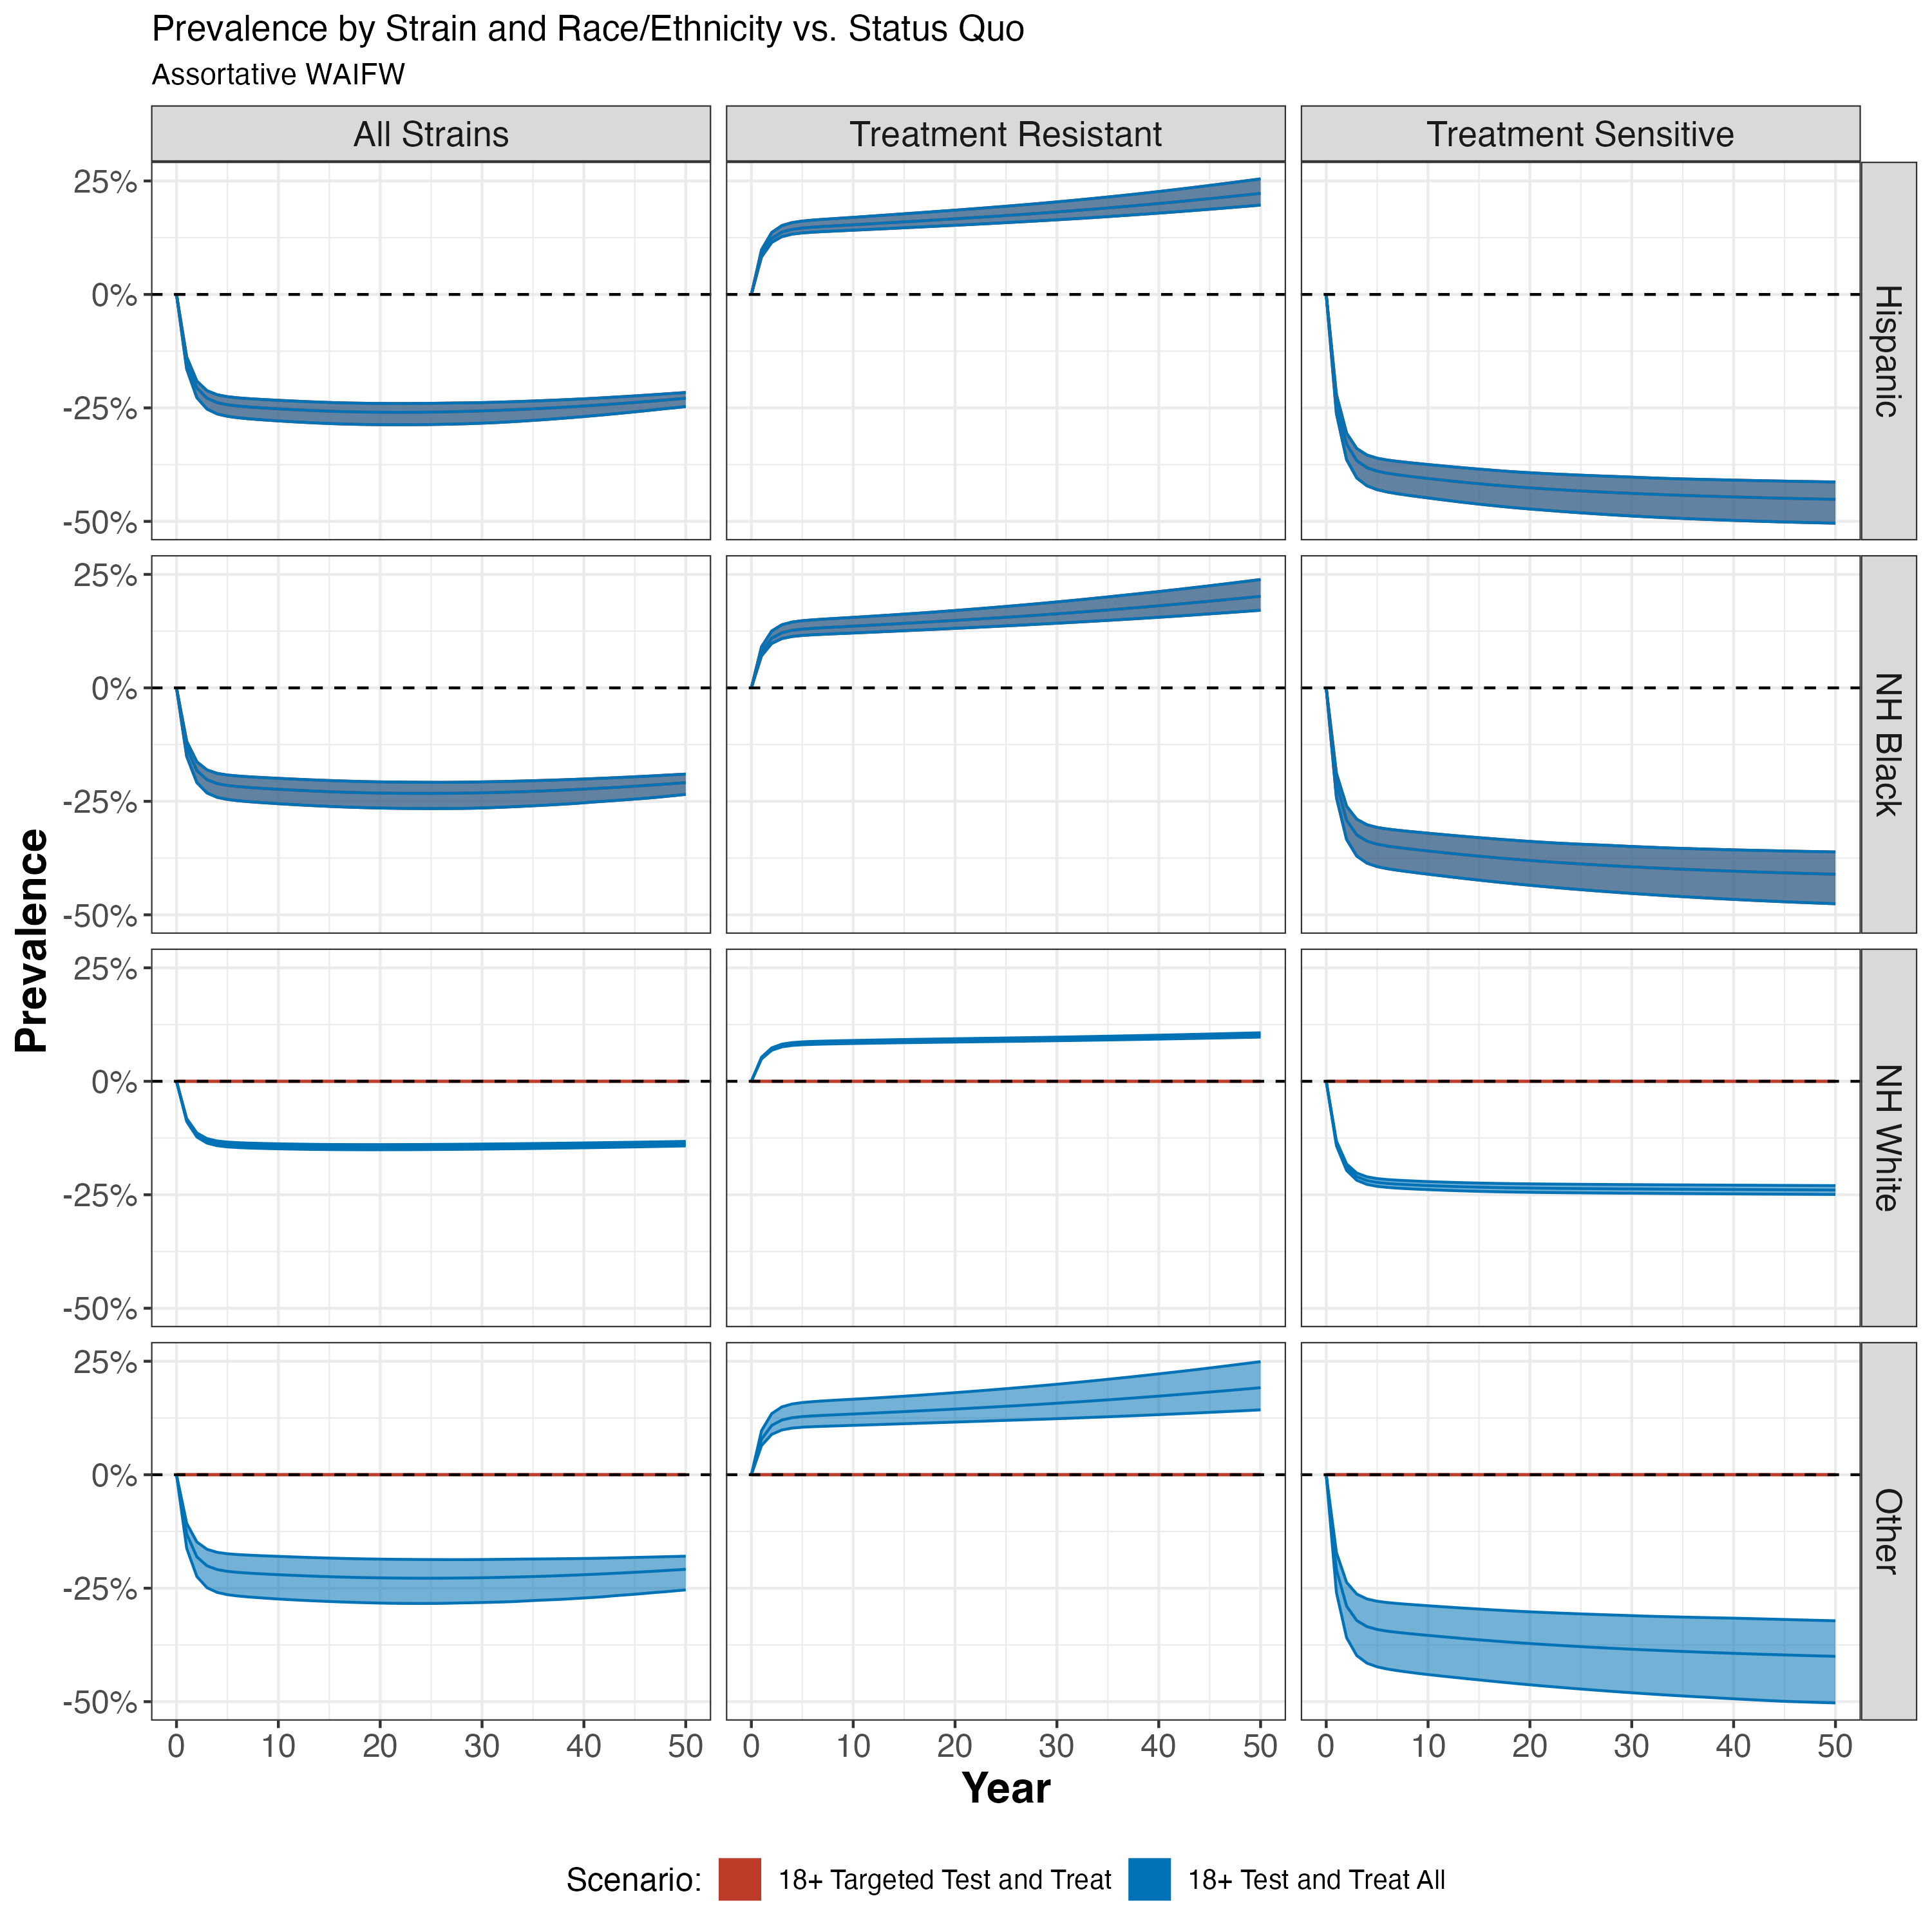 Prevalence by Strain and Race/Ethnicity vs. Status Quo
Assortative WAIFW
All Strains
Treatment Resistant
Treatment Sensitive
25%
0%
-25%
-50%
Hispanic
25%
0%
-25%
-50%
NH Black
25%
0%
-25%
-50%
NH White
25%
0%
-25%
-50%
Other
Prevalence
0 10 20 30 40 50
0 10 20 30 40 50
0 10 20 30 40 50
Year
Scenario: 18+ Targeted Test and Treat 18+ Test and Treat All